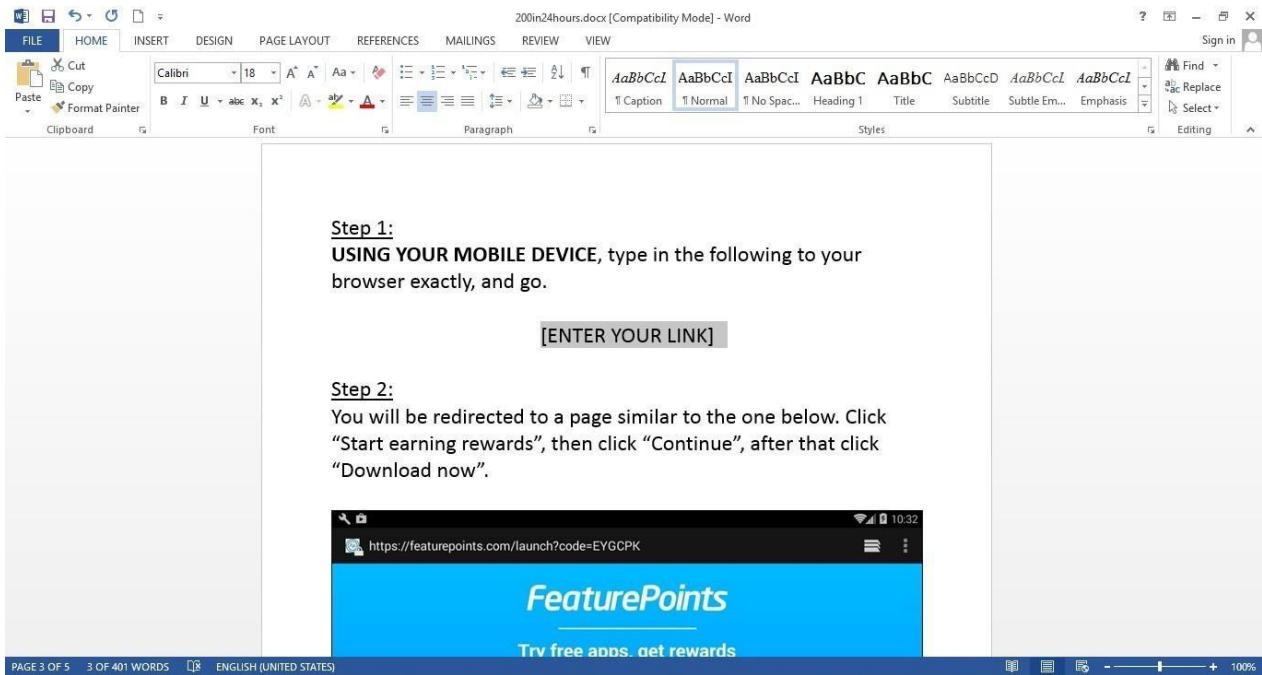 200in24hours.docx [Compatibility Mode] - Word
FILE HOME INSERT DESIGN PAGE LAYOUT REFERENCES MAILINGS REVIEW VIEW Sign in
Paste
Cut
Copy
Format Painter
Calibri 18
B I U abc X₂ X²
AaBbCcL AaBbCcI AaBbCcI AaBbC AaBbC AaBbCcD AaBbCcL AaBbCcL
¶ Caption ¶ Normal ¶ No Spac... Heading 1 Title Subtitle Subtle Em... Emphasis
Find
Replace
Select
Clipboard Font Paragraph Styles Editing
Step 1:
USING YOUR MOBILE DEVICE, type in the following to your
browser exactly, and go.
[ENTER YOUR LINK]
Step 2:
You will be redirected to a page similar to the one below. Click
“Start earning rewards”, then click “Continue”, after that click
“Download now”.
10:32
https://featurepoints.com/launch?code=EYGCPK
FeaturePoints
Try free apps, get rewards
PAGE 3 OF 5 3 OF 401 WORDS ENGLISH (UNITED STATES) 100%